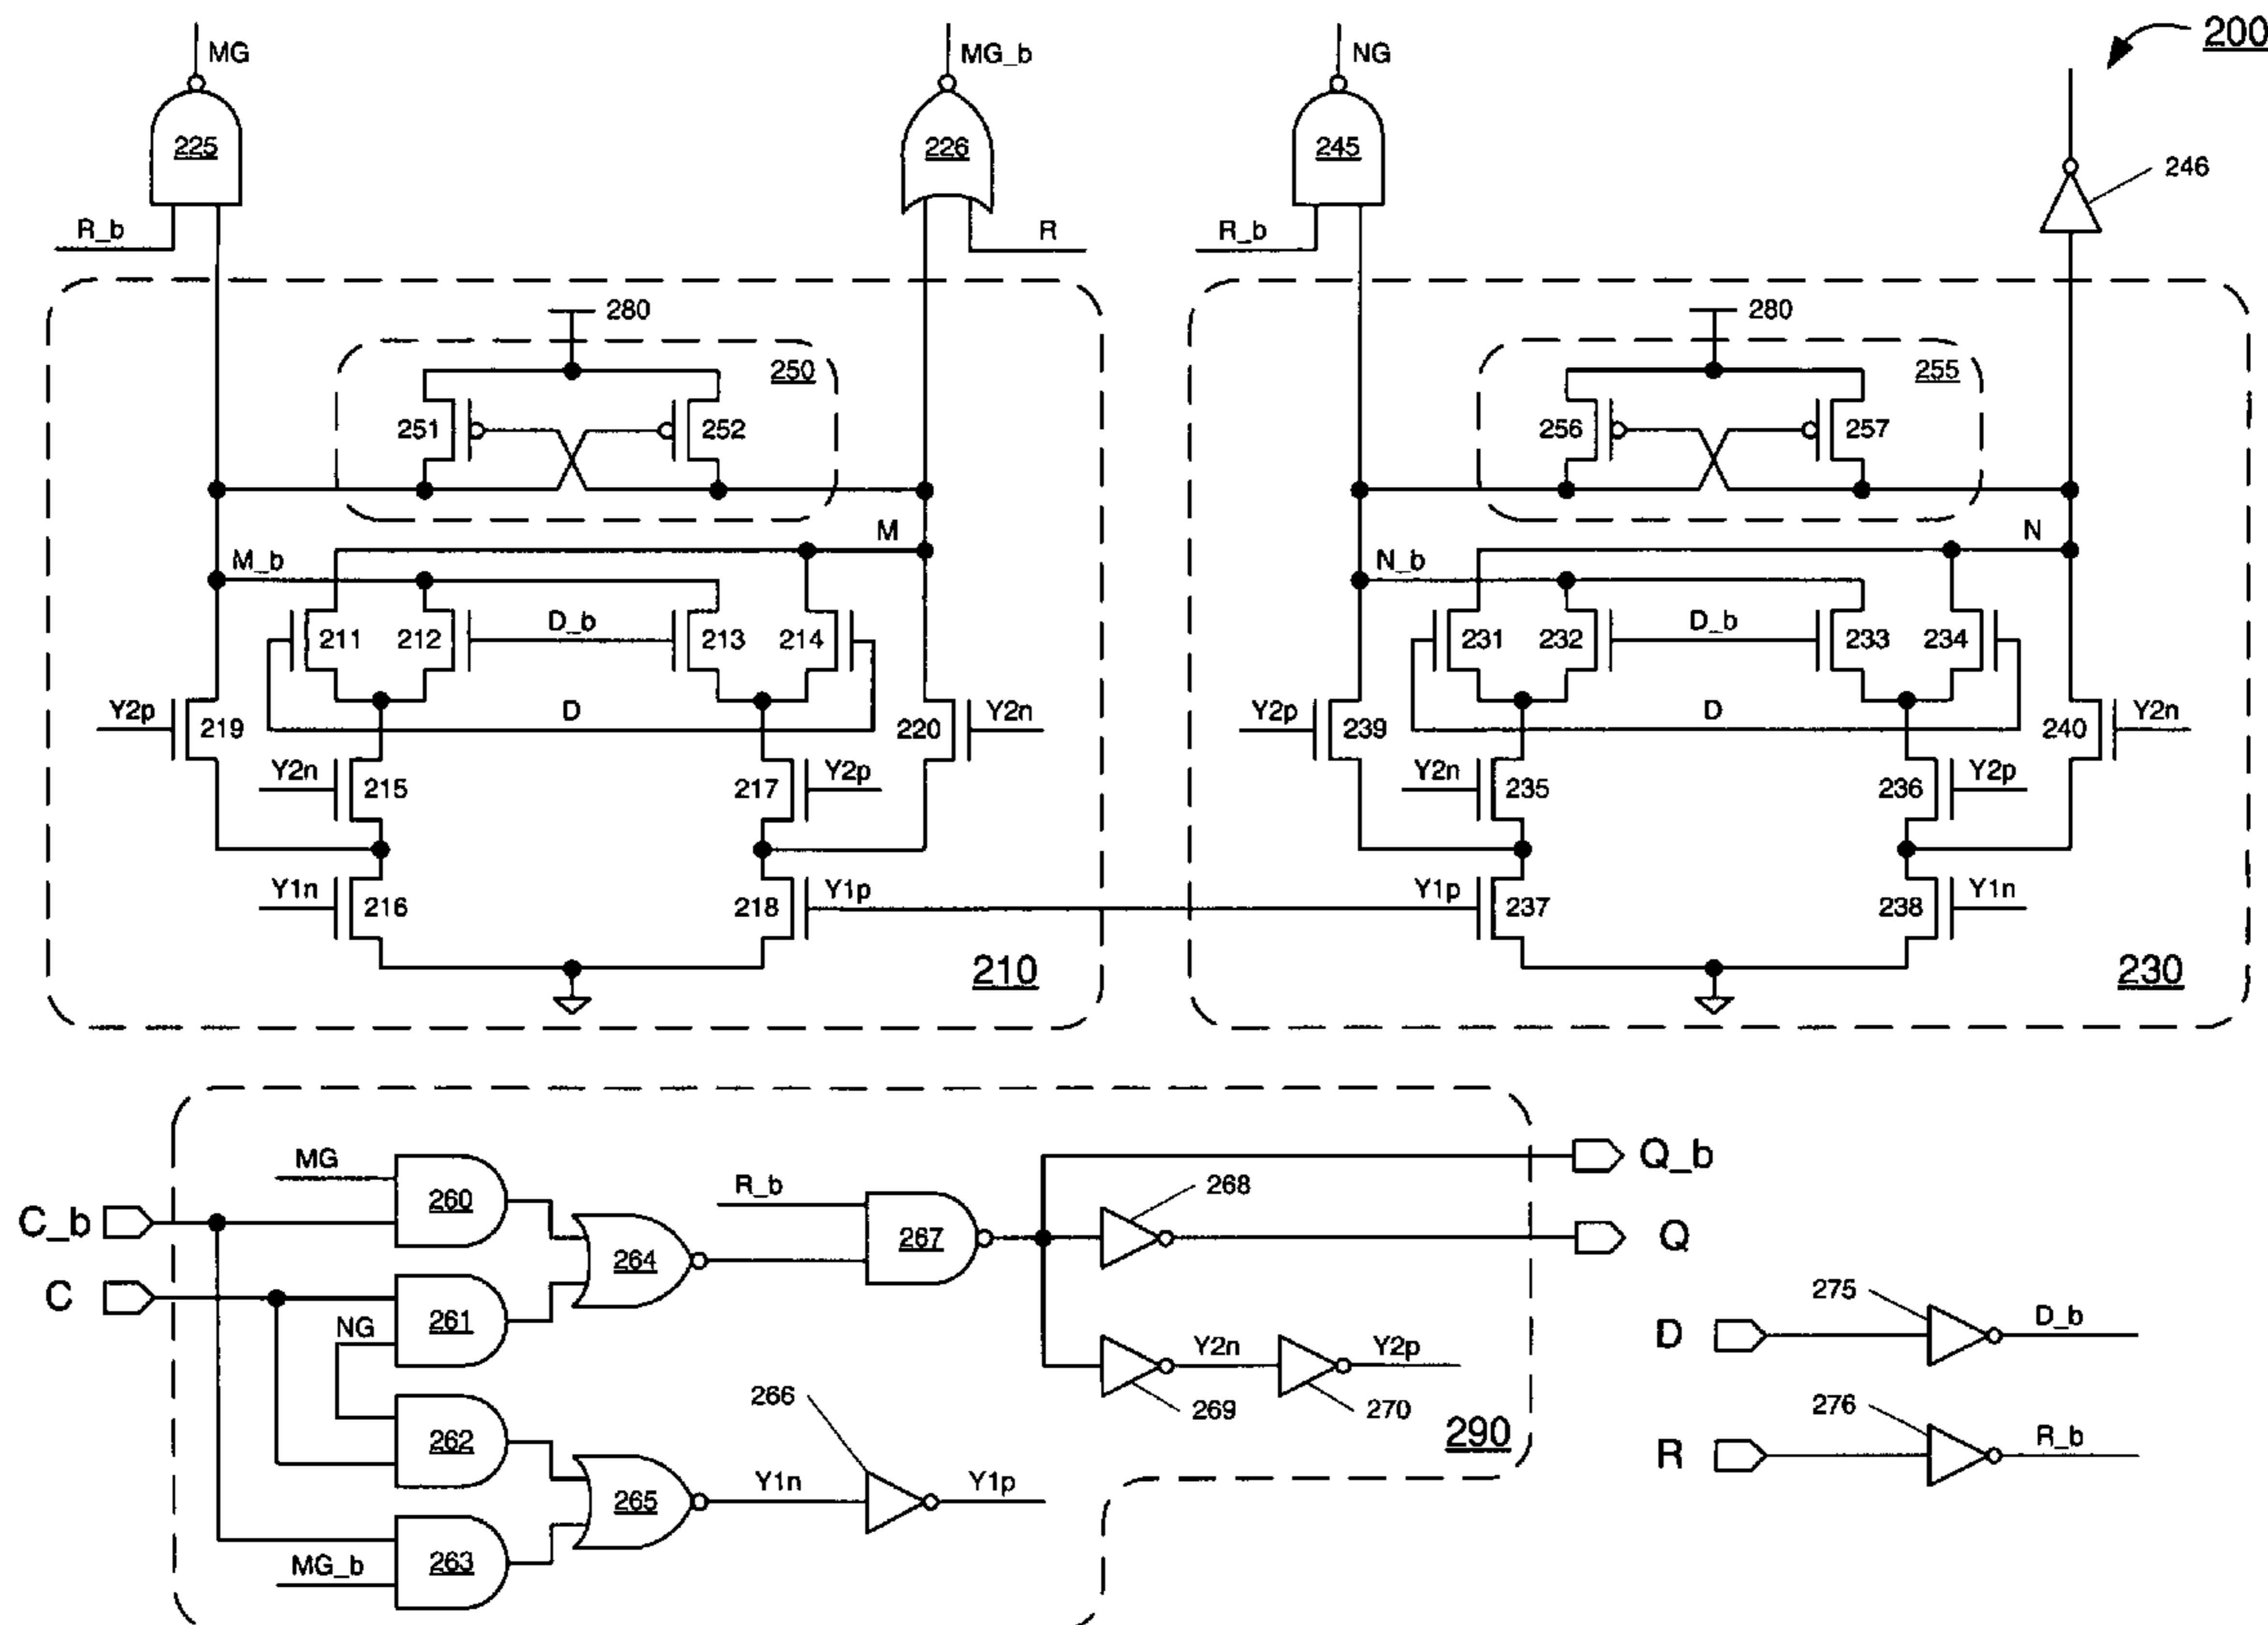 200
MG
MG_b
NG
225
226
245
246
R_b
R
R_b
280
280
250
255
251
252
256
257
M
N
M_b
N_b
211
212
D_b
213
214
231
232
D_b
233
234
Y2p
219
D
220
Y2n
Y2p
239
D
240
Y2n
Y2n
215
217
Y2p
Y2n
235
236
Y2p
Y1n
216
218
Y1p
Y1p
237
238
Y1n
210
230
MG
260
R_b
Q_b
268
C_b
264
267
Q
C
NG
261
275
D
D_b
Y2n
Y2p
269
270
266
262
290
276
R
R_b
265
Y1n
Y1p
MG_b
263